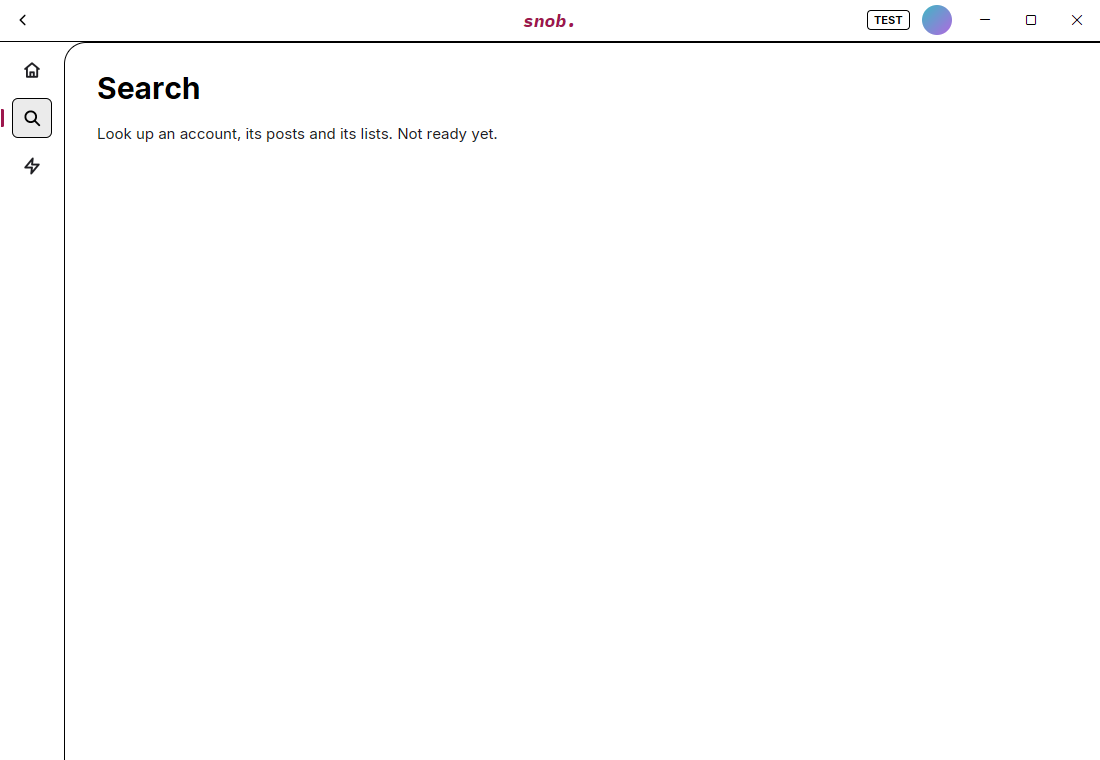 snob.
TEST
Search
Look up an account, its posts and its lists. Not ready yet.